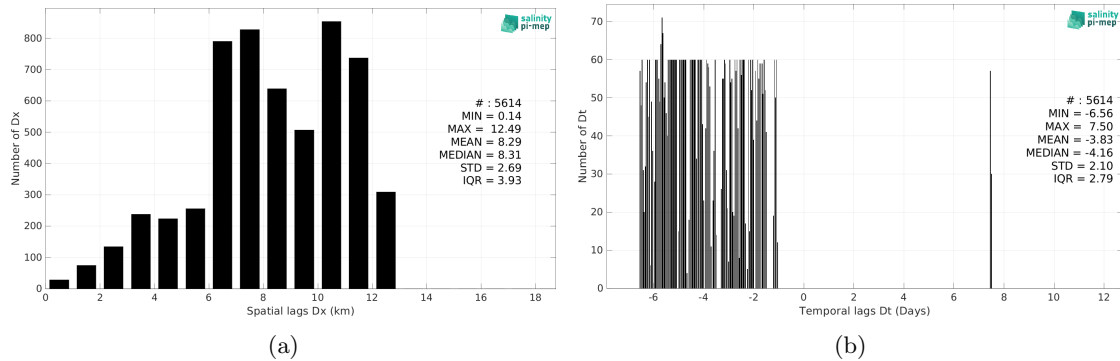 salinity
pi-mep
800
700
600
500
400
300
200
100
0
Number of Dx
# : 5614
MIN = 0.14
MAX = 12.49
MEAN = 8.29
MEDIAN = 8.31
STD = 2.69
IQR = 3.93
0 2 4 6 8 10 12 14 16 18
Spatial lags Dx (km)
(a)
salinity
pi-mep
70
60
50
40
30
20
10
0
Number of Dt
# : 5614
MIN = -6.56
MAX = 7.50
MEAN = -3.83
MEDIAN = -4.16
STD = 2.10
IQR = 2.79
-6 -4 -2 0 2 4 6 8 10 12
Temporal lags Dt (Days)
(b)